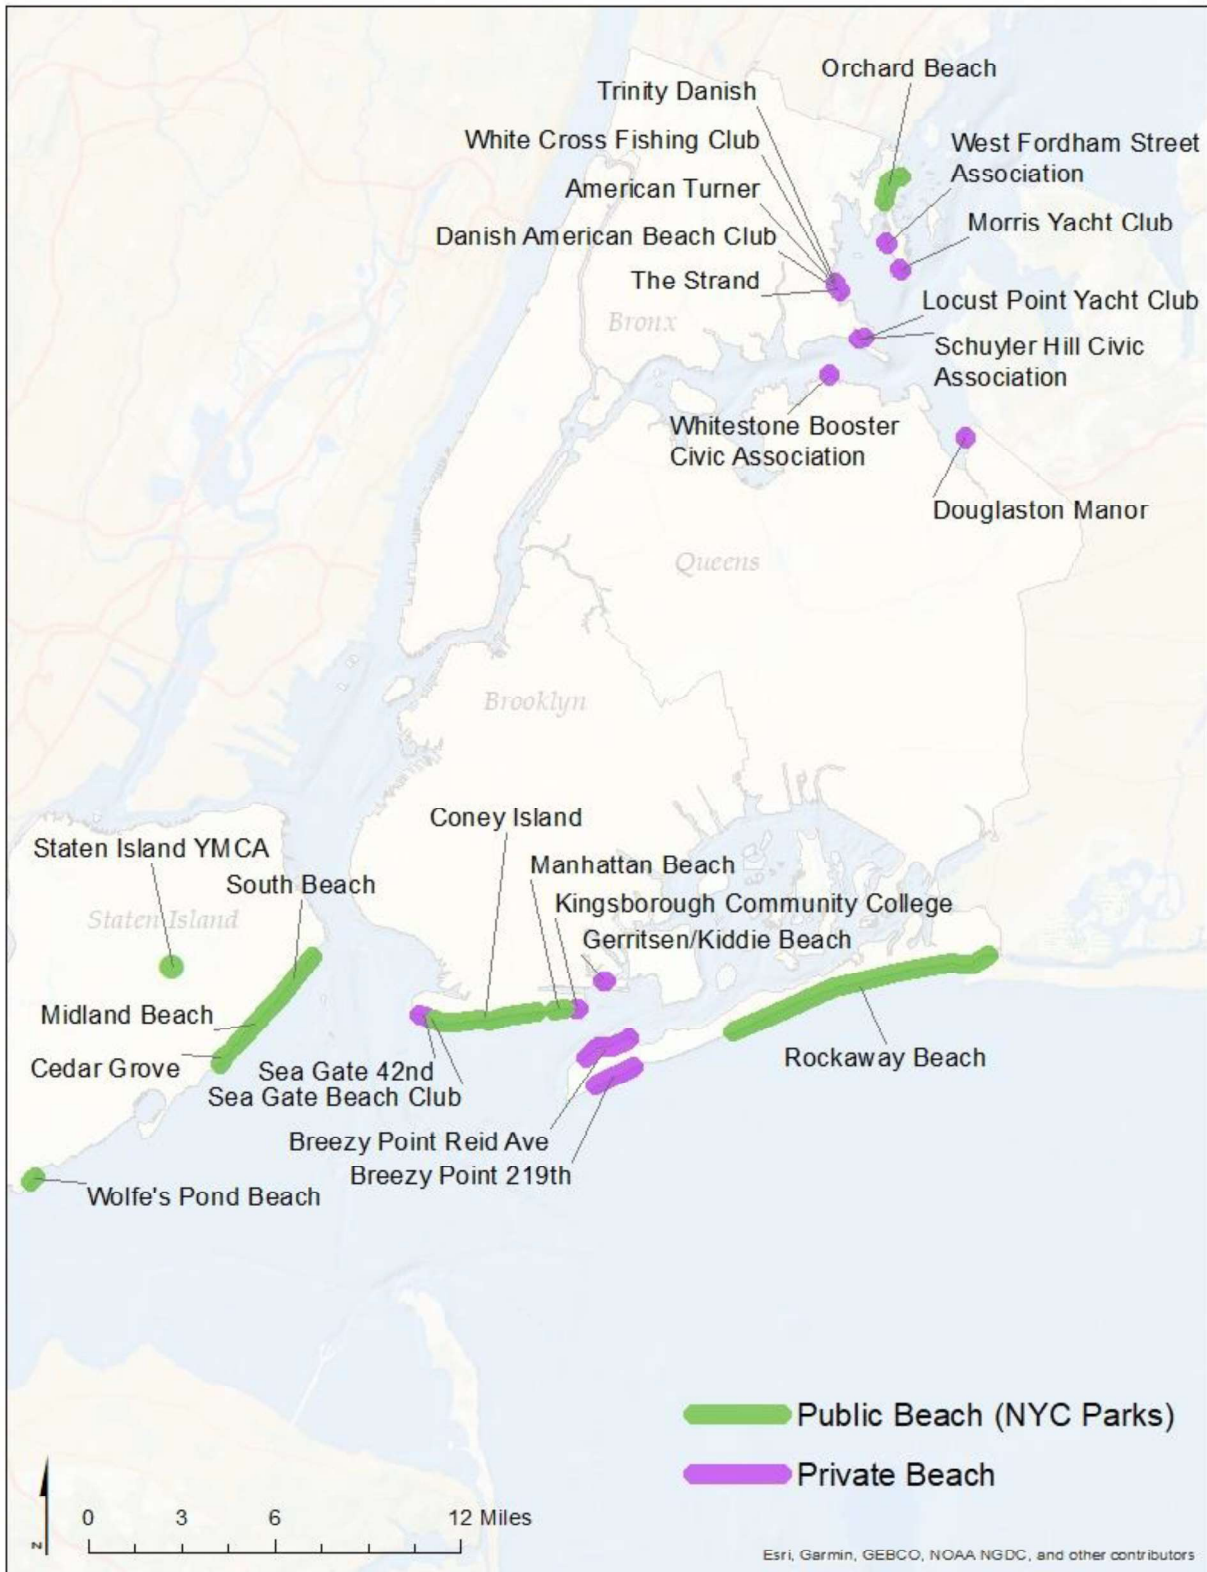 Orchard Beach
Trinity Danish
White Cross Fishing Club
West Fordham Street
Association
American Turner
Morris Yacht Club
Danish American Beach Club
The Strand
Bronx
Locust Point Yacht Club
Schuyler Hill Civic
Association
Whitestone Booster
Civic Association
Douglaston Manor
Queens
Brooklyn
Coney Island
Staten Island YMCA
Manhattan Beach
South Beach
Kingsborough Community College
Staten Island
Gerritsen/Kiddie Beach
Midland Beach
Rockaway Beach
Cedar Grove
Sea Gate 42nd
Sea Gate Beach Club
Breezy Point Reid Ave
Breezy Point 219th
Wolfe's Pond Beach
Public Beach (NYC Parks)
Private Beach
N
0 3 6 12 Miles
Esri, Garmin, GEBCO, NOAA NGDC, and other contributors